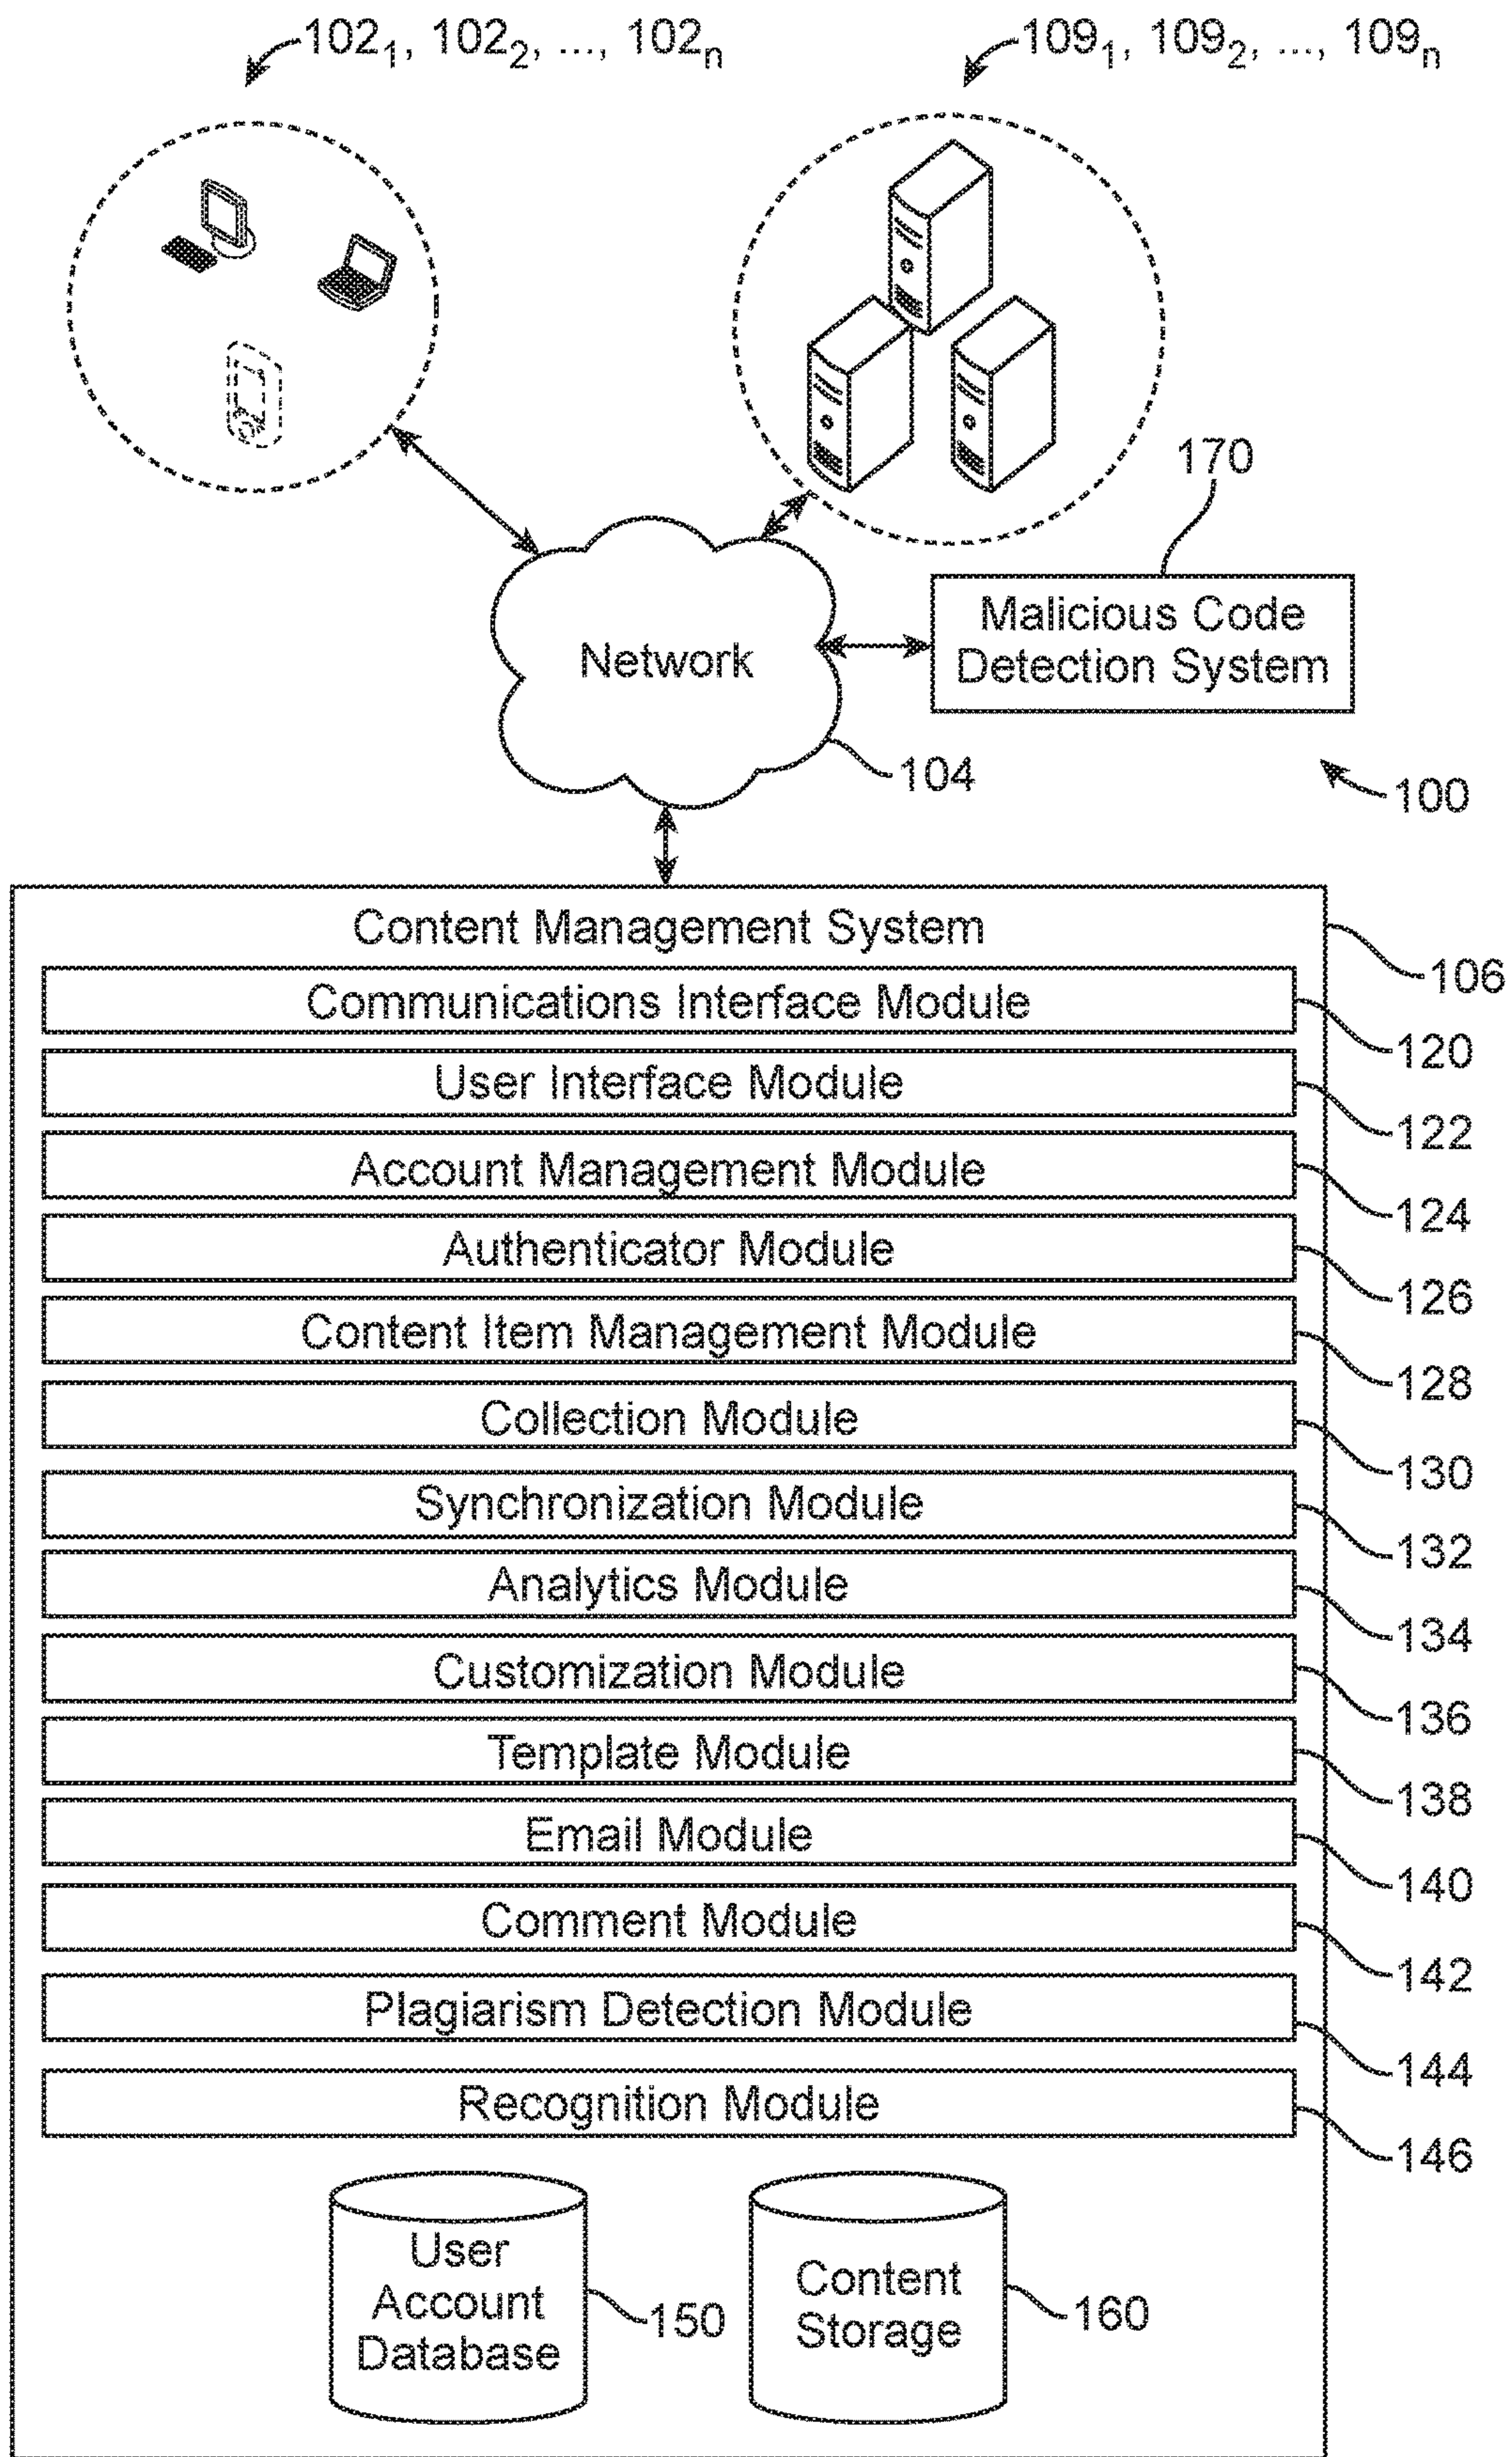 102₁, 102₂, ..., 102ₙ
109₁, 109₂, ..., 109ₙ
170
Malicious Code
Detection System
Network
104
100
Content Management System
106
Communications Interface Module
120
User Interface Module
122
Account Management Module
124
Authenticator Module
126
Content Item Management Module
128
Collection Module
130
Synchronization Module
132
Analytics Module
134
Customization Module
136
Template Module
138
Email Module
140
Comment Module
142
Plagiarism Detection Module
144
Recognition Module
146
User
Account
Database
150
Content
Storage
160